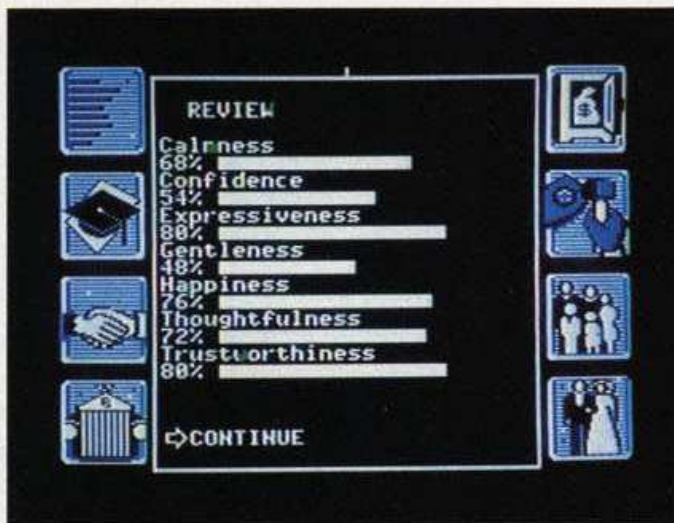 REVIEW
Calmness
68%
Confidence
54%
Expressiveness
80%
Gentleness
48%
Happiness
76%
Thoughtfulness
72%
Trustworthiness
80%
⇨CONTINUE
$